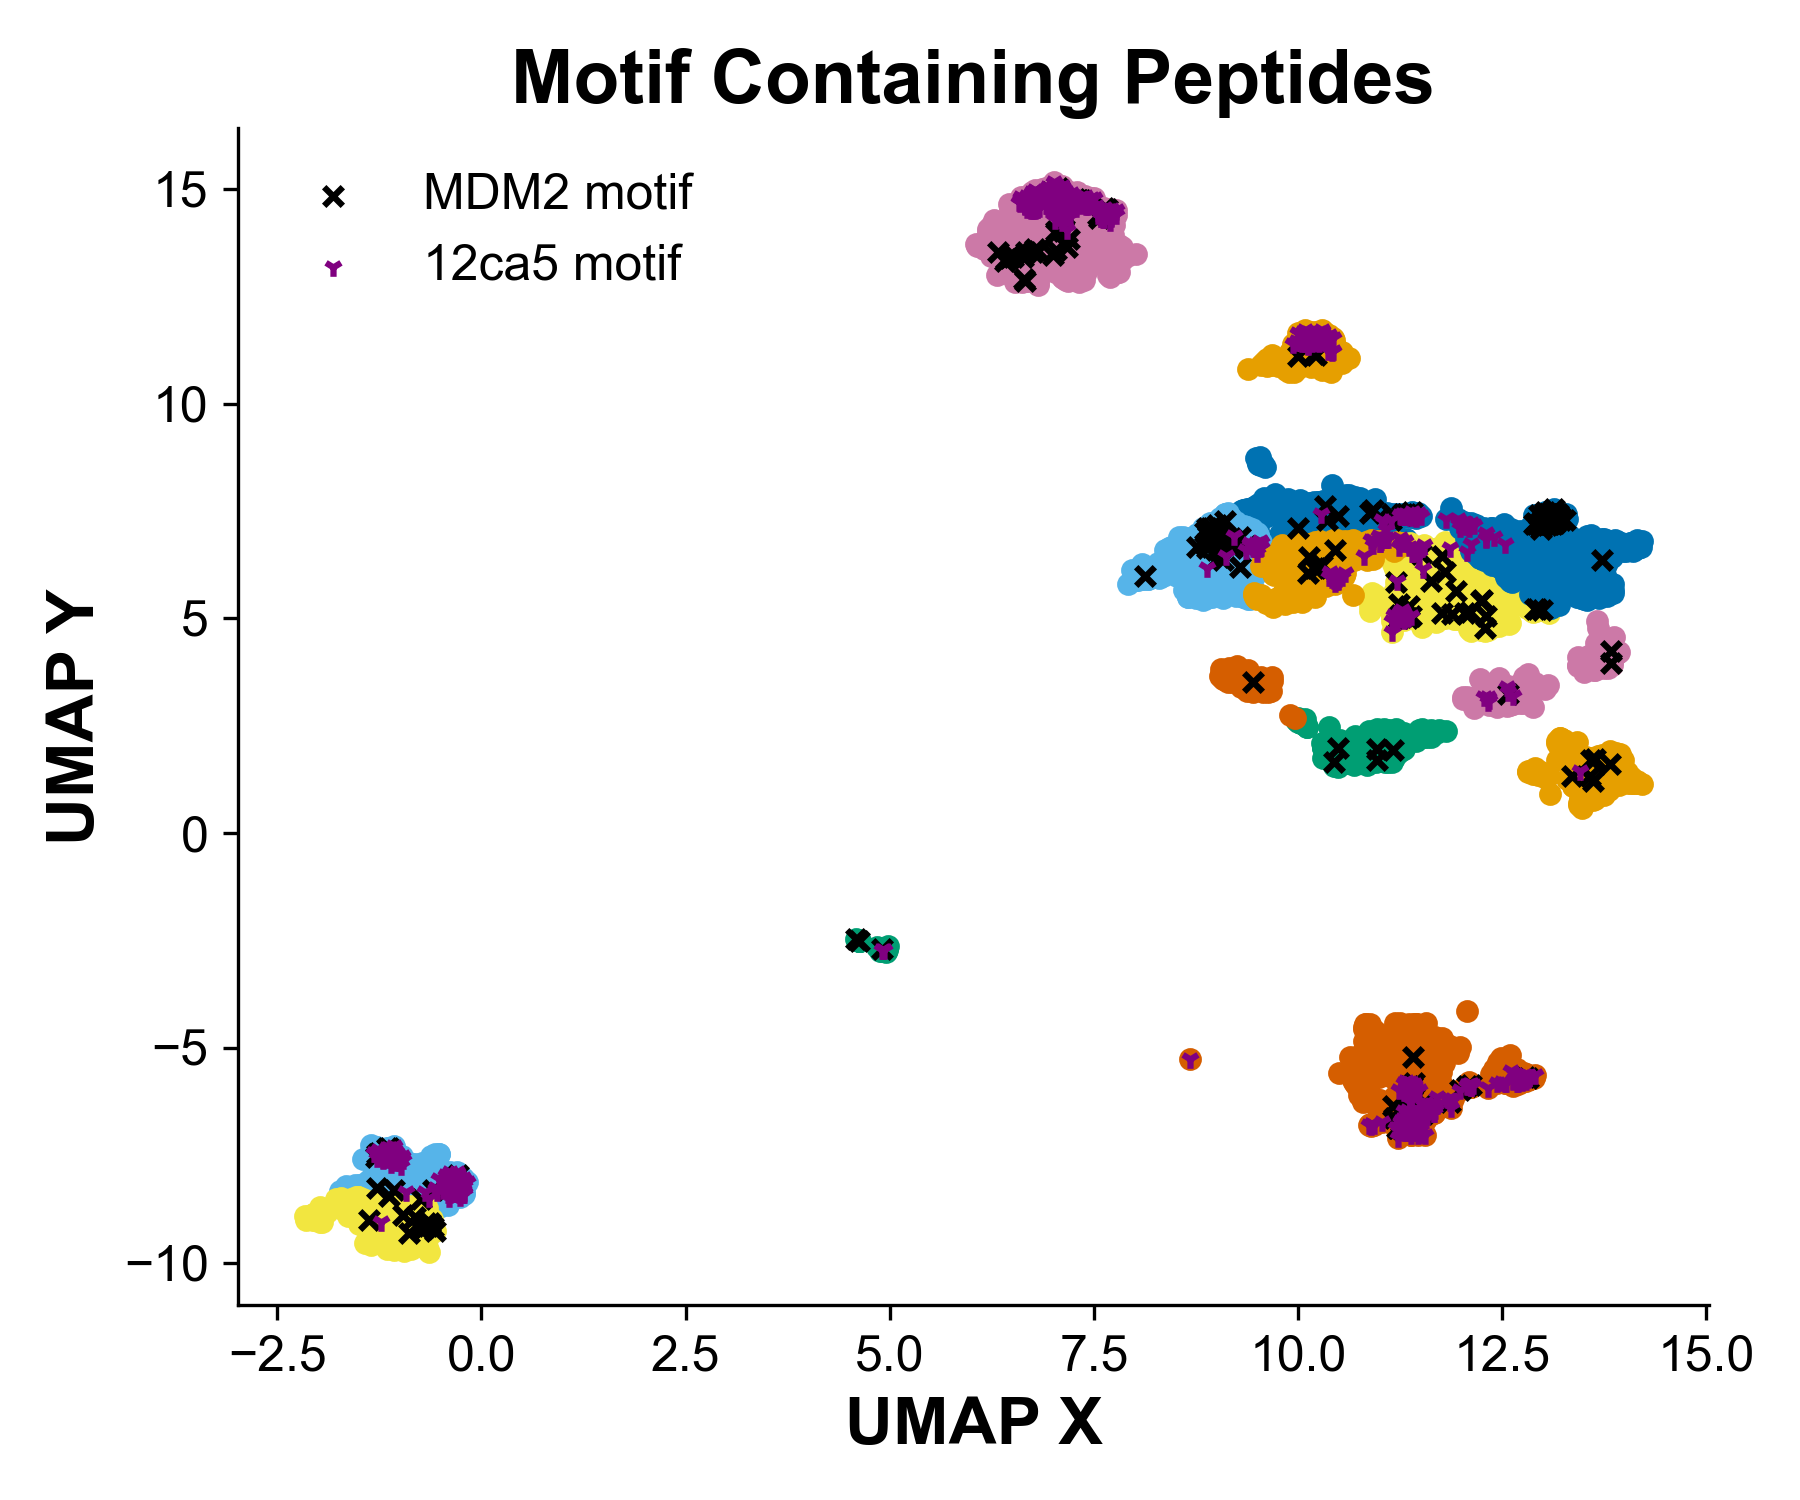 Motif Containing Peptides
MDM2 motif
12ca5 motif
15
10
5
0
−5
−10
UMAP Y
−2.5 0.0 2.5 5.0 7.5 10.0 12.5 15.0
UMAP X